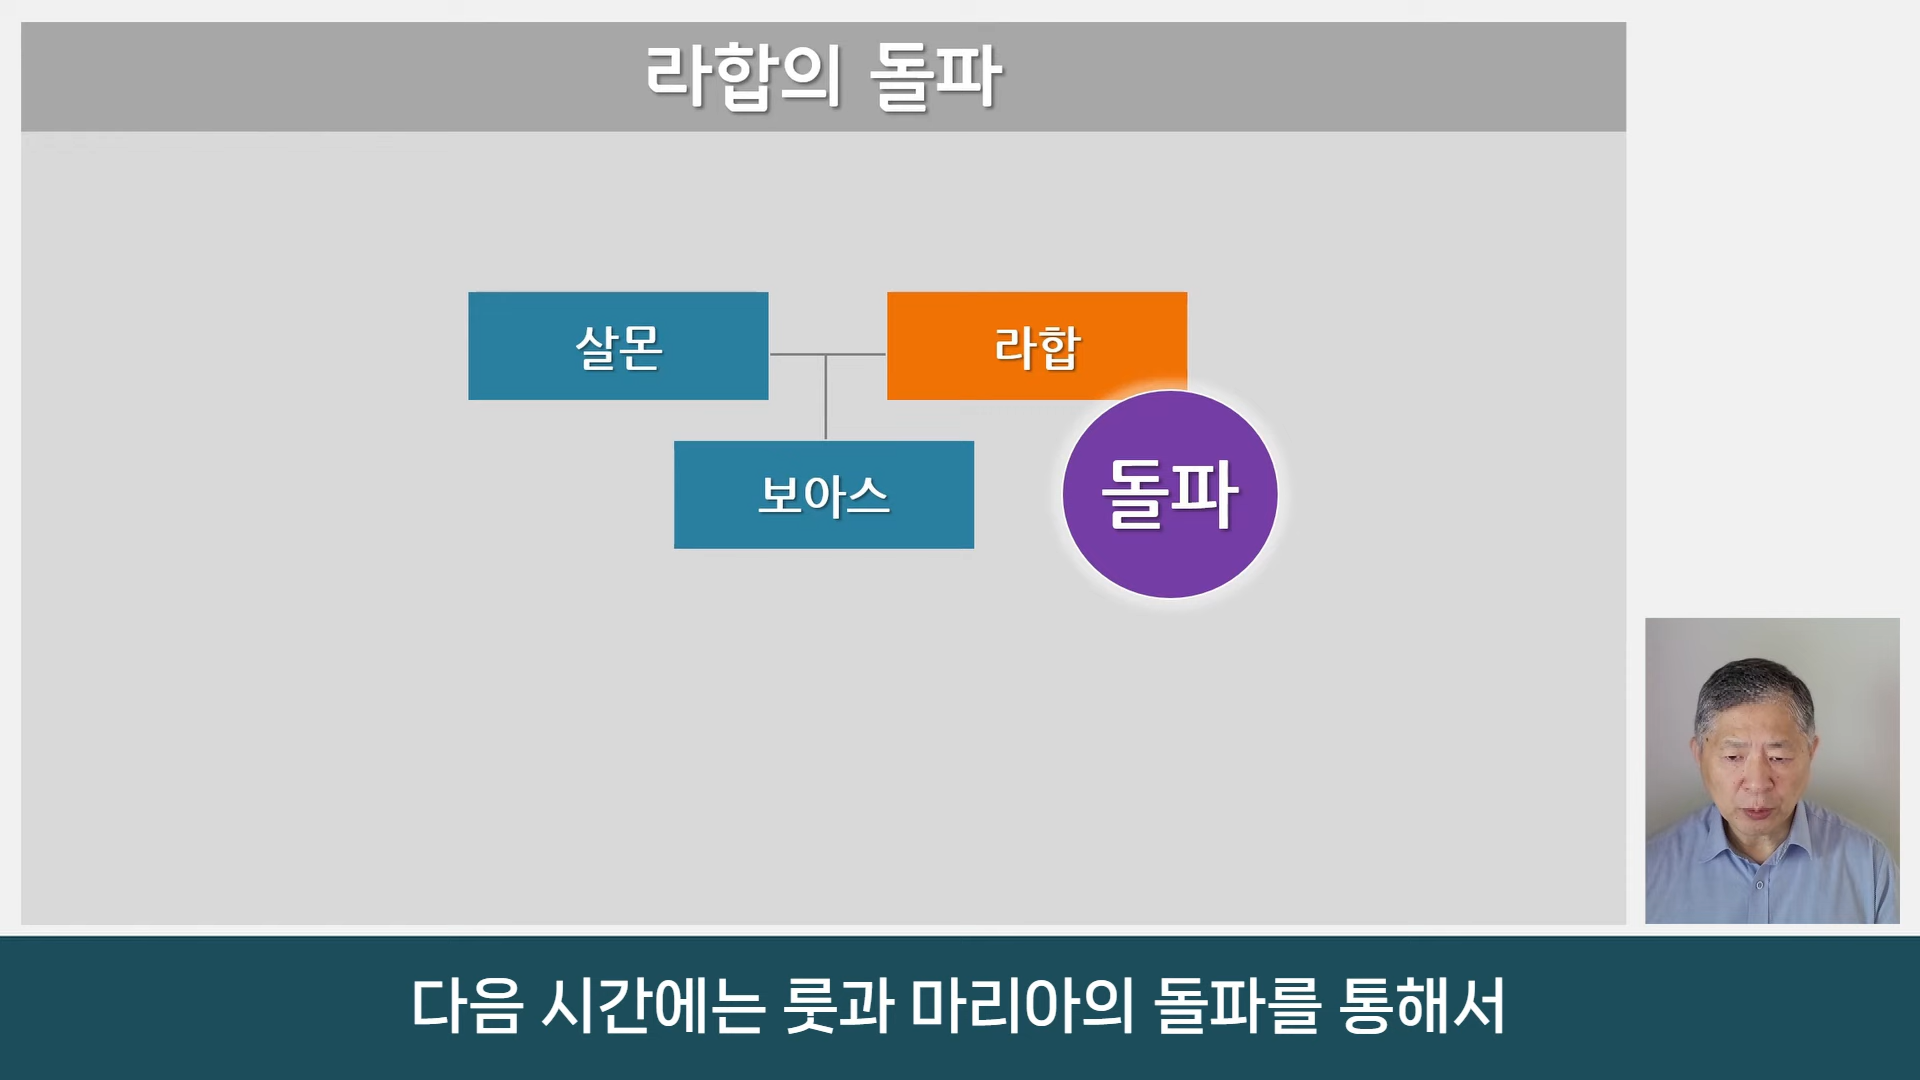 라합의 돌파
살몬
라합
보아스
돌파
다음 시간에는 룻과 마리아의 돌파를 통해서